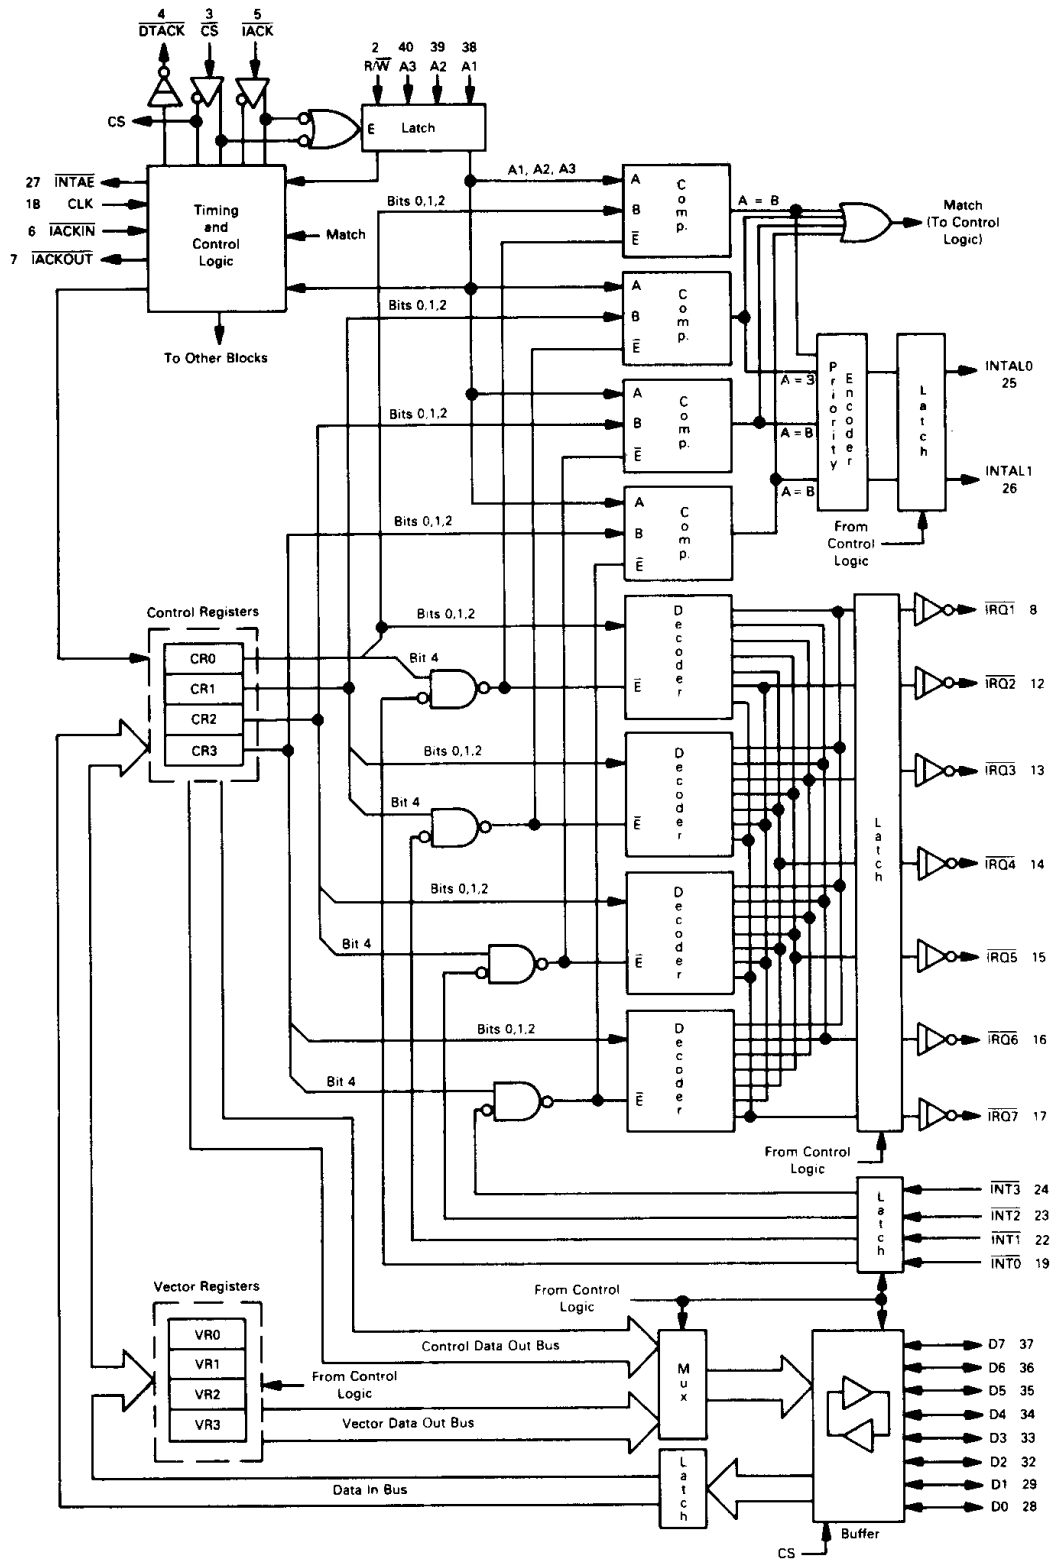 4
DTACK
3
CS
5
IACK
2
R/W
40
A3
39
A2
38
A1
E
Latch
CS
27 INTAE
18 CLK
6 IACKIN
7 IACKOUT
Timing
and
Control
Logic
Match
To Other Blocks
A1, A2, A3
Bits 0,1,2
A
B
E
Comp.
A = B
Match
(To Control
Logic)
Bits 0,1,2
A
B
E
Comp.
A = 3
Bits 0,1,2
A
B
E
Comp.
A = B
Bits 0,1,2
A
B
E
Comp.
A = B
Priority
Encoder
Latch
INTAL0
25
INTAL1
26
From
Control
Logic
Control Registers
CR0
CR1
CR2
CR3
Bits 0,1,2
Bit 4
E
Decoder
Bits 0,1,2
Bit 4
E
Decoder
Bits 0,1,2
Bit 4
E
Decoder
Bits 0,1,2
Bit 4
E
Decoder
Latch
IRQ1 8
IRQ2 12
IRQ3 13
IRQ4 14
IRQ5 15
IRQ6 16
IRQ7 17
From Control
Logic
Latch
INT3 24
INT2 23
INT1 22
INT0 19
Vector Registers
VR0
VR1
VR2
VR3
From Control
Logic
From Control
Logic
Control Data Out Bus
Vector Data Out Bus
Data In Bus
Mux
Latch
D7 37
D6 36
D5 35
D4 34
D3 33
D2 32
D1 29
D0 28
Buffer
CS